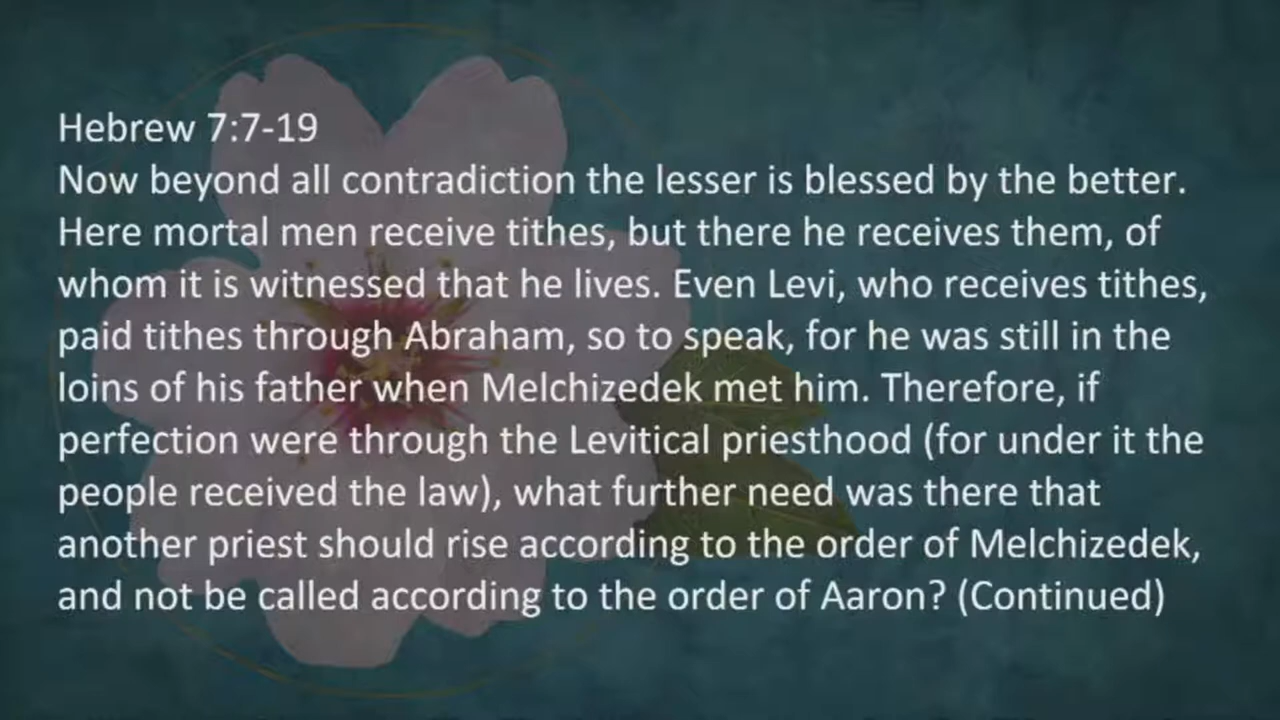 Hebrew 7:7-19
Now beyond all contradiction the lesser is blessed by the better.
Here mortal men receive tithes, but there he receives them, of
whom it is witnessed that he lives. Even Levi, who receives tithes,
paid tithes through Abraham, so to speak, for he was still in the
loins of his father when Melchizedek met him. Therefore, if
perfection were through the Levitical priesthood (for under it the
people received the law), what further need was there that
another priest should rise according to the order of Melchizedek,
and not be called according to the order of Aaron? (Continued)